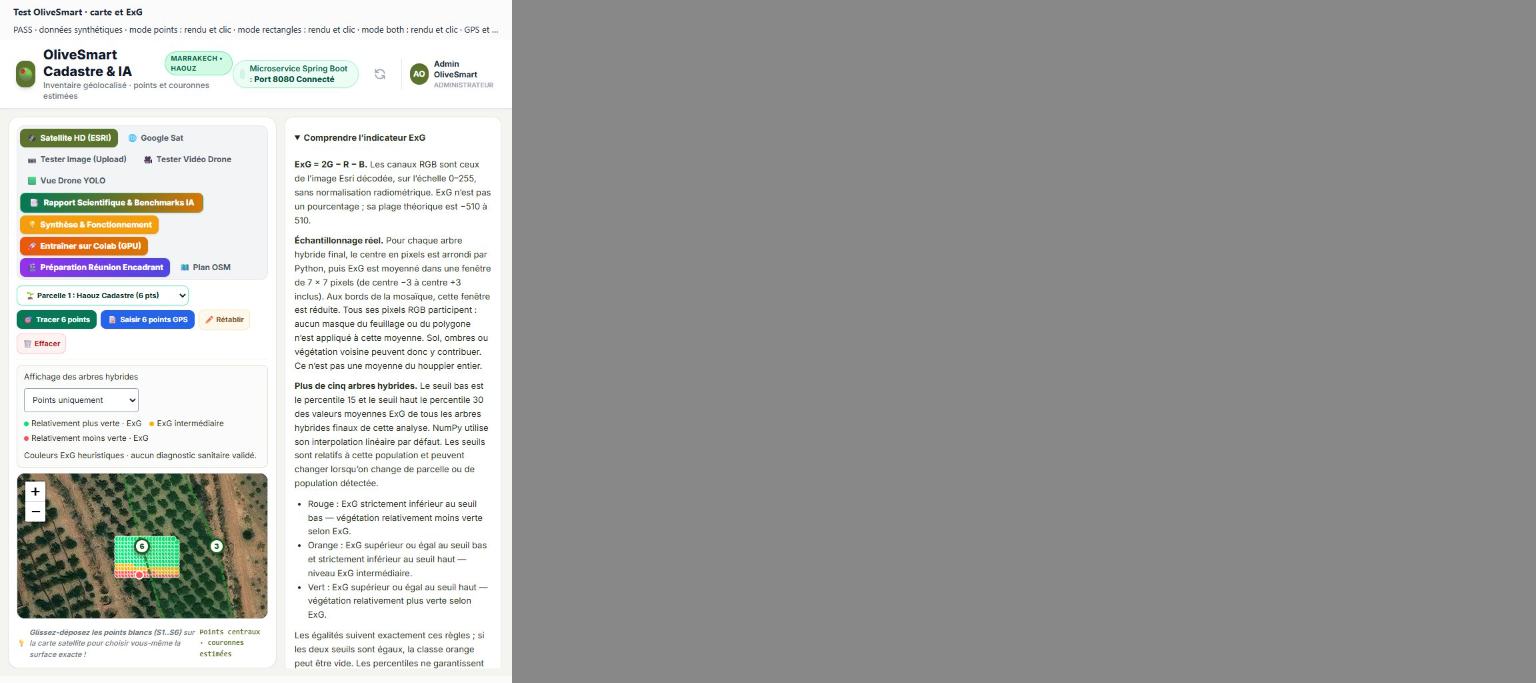 Test OliveSmart · carte et ExG
PASS · données synthétiques · mode points : rendu et clic · mode rectangles : rendu et clic · mode both : rendu et clic · GPS et ...
OliveSmart
Cadastre & IA
MARRAKECH •
HAOUZ
Inventaire géolocalisé · points et couronnes
estimées
Microservice Spring Boot
: Port 8080 Connecté
AO
Admin
OliveSmart
ADMINISTRATEUR
Satellite HD (ESRI)
Google Sat
Tester Image (Upload)
Tester Vidéo Drone
Vue Drone YOLO
Rapport Scientifique & Benchmarks IA
Synthèse & Fonctionnement
Entraîner sur Colab (GPU)
Préparation Réunion Encadrant
Plan OSM
Parcelle 1 : Haouz Cadastre (6 pts)
Tracer 6 points
Saisir 6 points GPS
Rétablir
Effacer
Affichage des arbres hybrides
Points uniquement
Relativement plus verte · ExG
ExG intermédiaire
Relativement moins verte · ExG
Couleurs ExG heuristiques · aucun diagnostic sanitaire validé.
+
−
6
3
Glissez-déposez les points blancs (S1..S6) sur
la carte satellite pour choisir vous-même la
surface exacte !
Points centraux
· couronnes
estimées
▼ Comprendre l'indicateur ExG
ExG = 2G − R − B. Les canaux RGB sont ceux
de l'image Esri décodée, sur l'échelle 0–255,
sans normalisation radiométrique. ExG n'est pas
un pourcentage ; sa plage théorique est −510 à
510.
Échantillonnage réel. Pour chaque arbre
hybride final, le centre en pixels est arrondi par
Python, puis ExG est moyenné dans une fenêtre
de 7 × 7 pixels (de centre −3 à centre +3
inclus). Aux bords de la mosaïque, cette fenêtre
est réduite. Tous ses pixels RGB participent :
aucun masque du feuillage ou du polygone
n'est appliqué à cette moyenne. Sol, ombres ou
végétation voisine peuvent donc y contribuer.
Ce n'est pas une moyenne du houppier entier.
Plus de cinq arbres hybrides. Le seuil bas est
le percentile 15 et le seuil haut le percentile 30
des valeurs moyennes ExG de tous les arbres
hybrides finaux de cette analyse. NumPy utilise
son interpolation linéaire par défaut. Les seuils
sont relatifs à cette population et peuvent
changer lorsqu'on change de parcelle ou de
population détectée.
• Rouge : ExG strictement inférieur au seuil
bas — végétation relativement moins verte
selon ExG.
• Orange : ExG supérieur ou égal au seuil bas
et strictement inférieur au seuil haut —
niveau ExG intermédiaire.
• Vert : ExG supérieur ou égal au seuil haut —
végétation relativement plus verte selon
ExG.
Les égalités suivent exactement ces règles ; si
les deux seuils sont égaux, la classe orange
peut être vide. Les percentiles ne garantissent